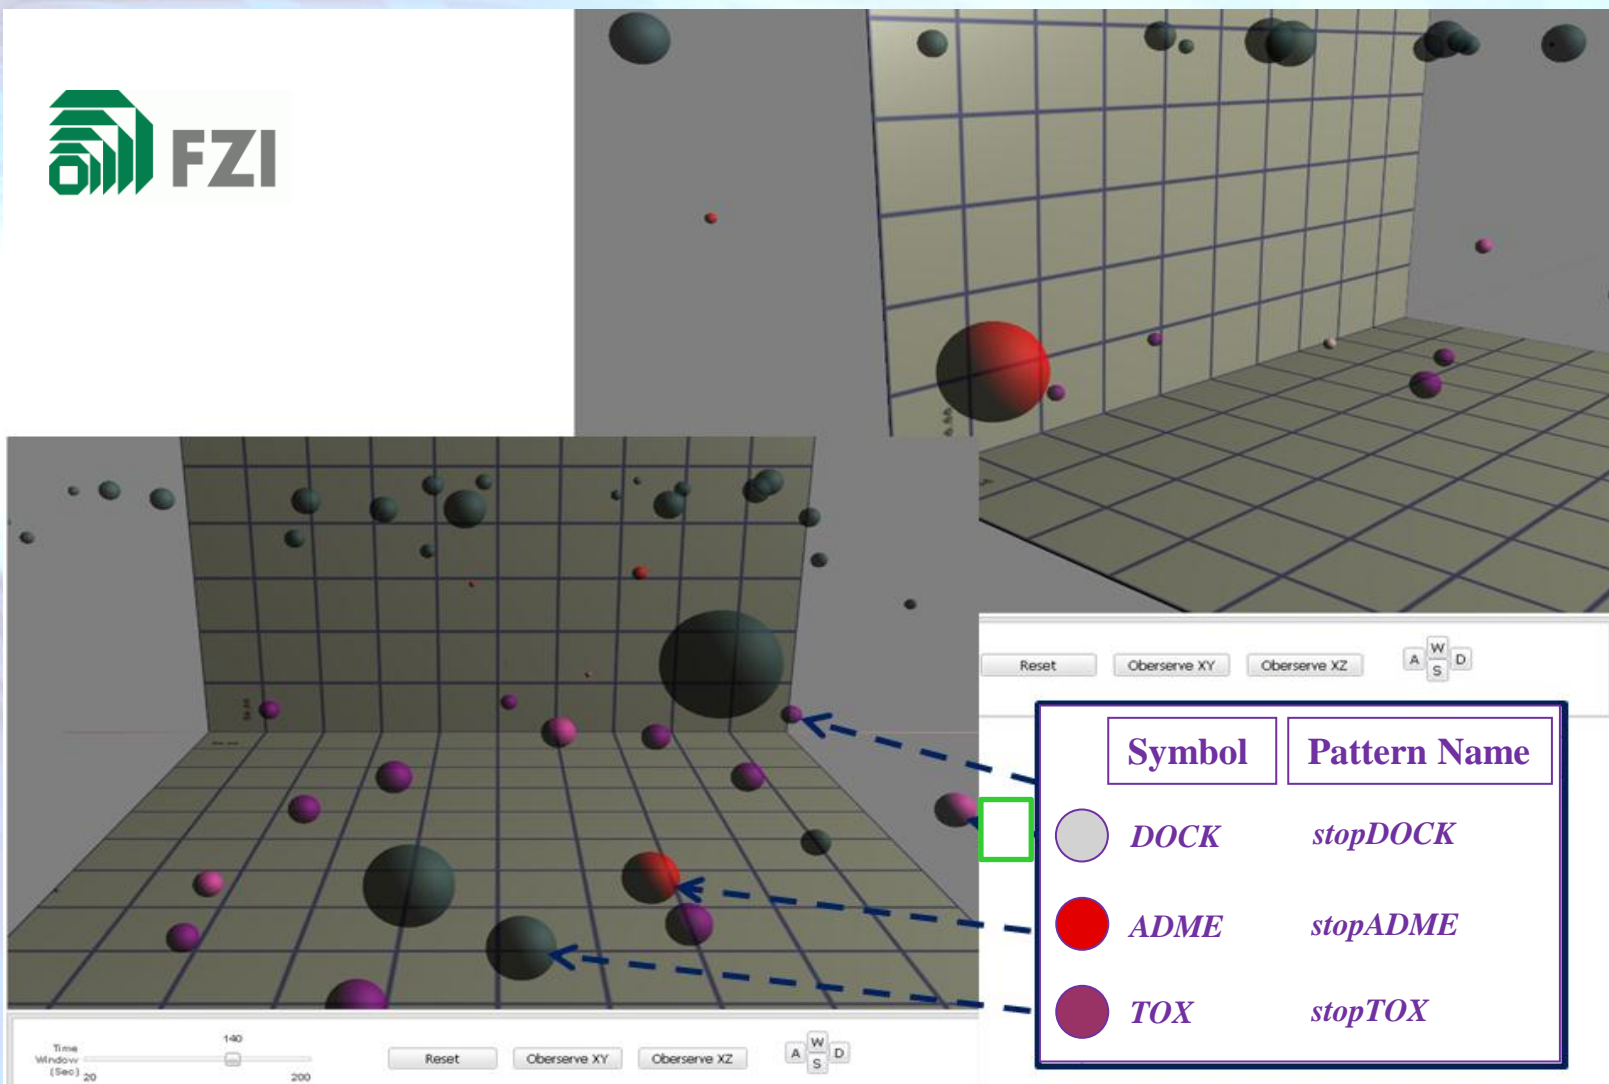 FZI
Reset Oberserve XY Oberserve XZ A W S D
Symbol Pattern Name
DOCK stopDOCK
ADME stopADME
TOX stopTOX
Time
Window
(Sec)
20 140 200
Reset Oberserve XY Oberserve XZ A W S D